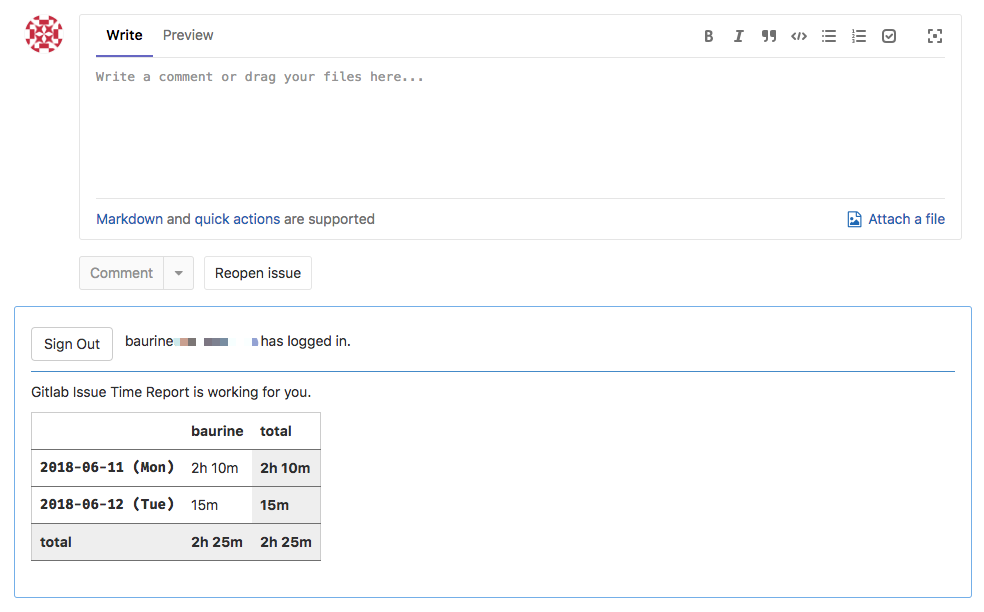 Write Preview
Write a comment or drag your files here...
Markdown and quick actions are supported Attach a file
Comment Reopen issue
Sign Out baurine has logged in.
Gitlab Issue Time Report is working for you.
baurine total
2018-06-11 (Mon) 2h 10m 2h 10m
2018-06-12 (Tue) 15m 15m
total 2h 25m 2h 25m